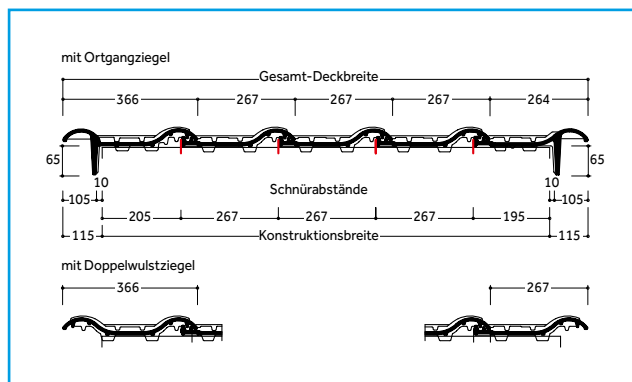 mit Ortgangziegel
Gesamt-Deckbreite
366 267 267 267 264
65 65
10 Schnürabstände 10
105 105
205 267 267 267 195
115 Konstruktionsbreite 115
mit Doppelwulstziegel
366 267